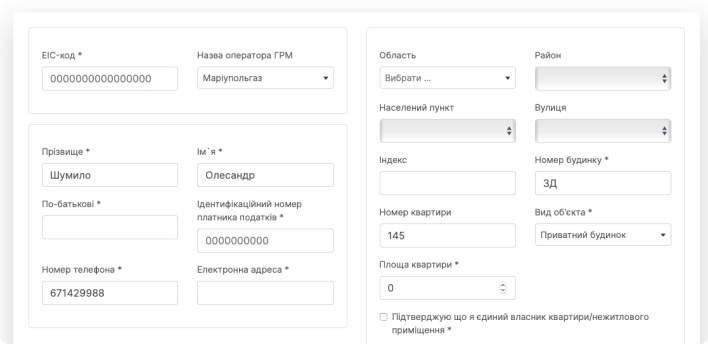 EIC-код *
Назва оператора ГРМ
0000000000000000
Маріупольгаз
Прізвище *
Ім`я *
Шумило
Олесандр
По-батькові *
Ідентифікаційний номер
платника податків *
0000000000
Номер телефона *
Електронна адреса *
671429988
Область
Район
Вибрати ...
Населений пункт
Вулиця
Індекс
Номер будинку *
3Д
Номер квартири
Вид об'єкта *
145
Приватний будинок
Площа квартири *
0
Підтверджую що я єдиний власник квартири/нежитлового
приміщення *